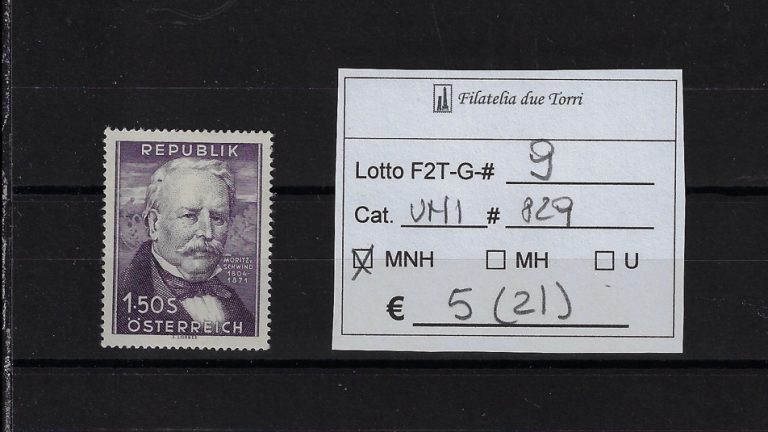 REPUBLIK
MORITZ v.
SCHWIND
1804-
1871
1·50S
ÖSTERREICH
Filatelia due Torri
Lotto F2T-G-# 9
Cat. UNI # 829
MNH MH U
€ 5 (21)